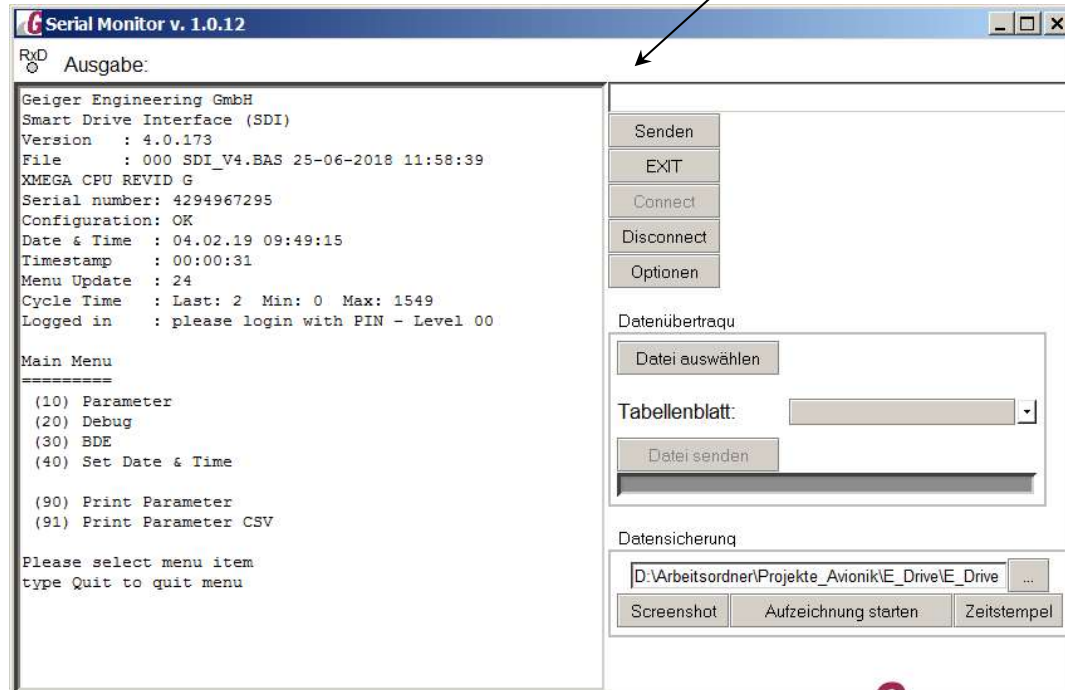 Serial Monitor v. 1.0.12
RxD
Ausgabe:
Geiger Engineering GmbH
Smart Drive Interface (SDI)
Version : 4.0.173
File : 000 SDI_V4.BAS 25-06-2018 11:58:39
XMEGA CPU REVID G
Serial number: 4294967295
Configuration: OK
Date & Time : 04.02.19 09:49:15
Timestamp : 00:00:31
Menu Update : 24
Cycle Time : Last: 2 Min: 0 Max: 1549
Logged in : please login with PIN - Level 00
Main Menu
=========
(10) Parameter
(20) Debug
(30) BDE
(40) Set Date & Time
(90) Print Parameter
(91) Print Parameter CSV
Please select menu item
type Quit to quit menu
Senden
EXIT
Connect
Disconnect
Optionen
Datenübertragu
Datei auswählen
Tabellenblatt:
Datei senden
Datensicherung
D:\Arbeitsordner\Projekte_Avionik\E_Drive\E_Drive ...
Screenshot Aufzeichnung starten Zeitstempel